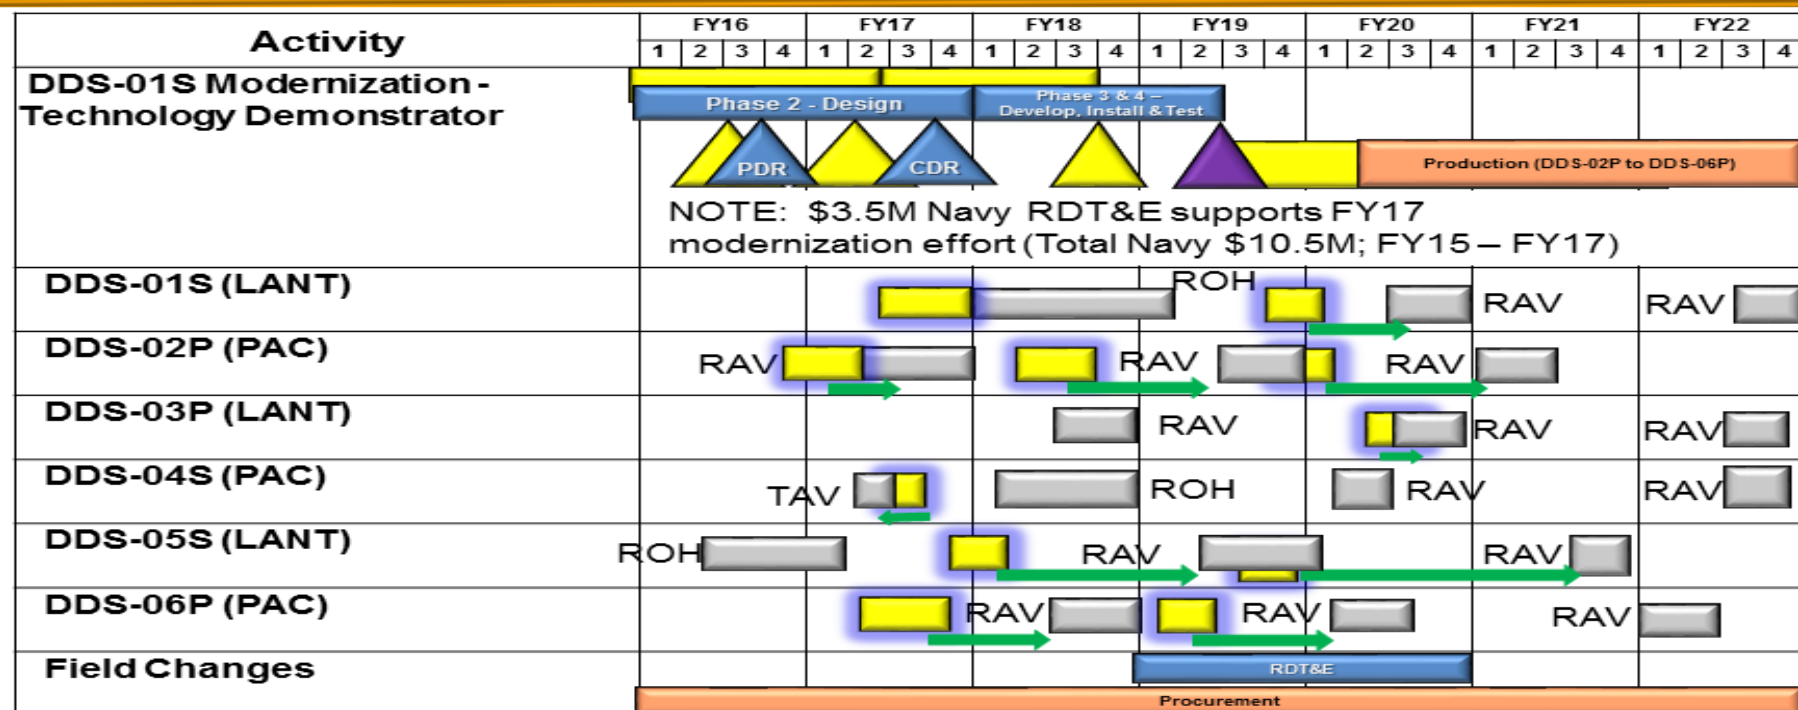 Activity
FY16 FY17 FY18 FY19 FY20 FY21 FY22
1 2 3 4 1 2 3 4 1 2 3 4 1 2 3 4 1 2 3 4 1 2 3 4 1 2 3 4
DDS-01S Modernization -
Technology Demonstrator
Phase 2 - Design
Phase 3 & 4 –
Develop, Install & Test
PDR
CDR
Production (DDS-02P to DDS-06P)
NOTE: $3.5M Navy RDT&E supports FY17
modernization effort (Total Navy $10.5M; FY15 – FY17)
DDS-01S (LANT) ROH RAV RAV
DDS-02P (PAC) RAV RAV RAV
DDS-03P (LANT) RAV RAV RAV
DDS-04S (PAC) TAV ROH RAV RAV
DDS-05S (LANT) ROH RAV RAV
DDS-06P (PAC) RAV RAV RAV
Field Changes
RDT&E
Procurement